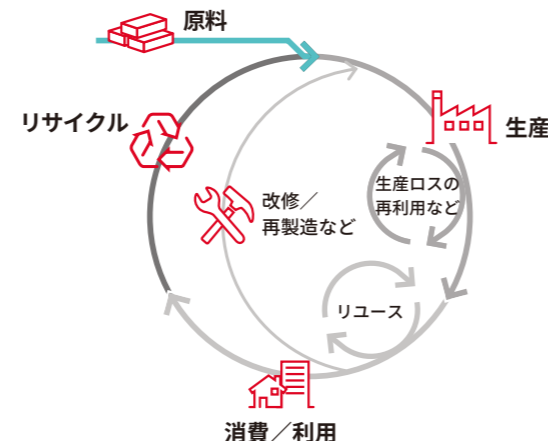 原料
リサイクル
生産
生産ロスの
再利用など
改修／
再製造など
リユース
消費／利用